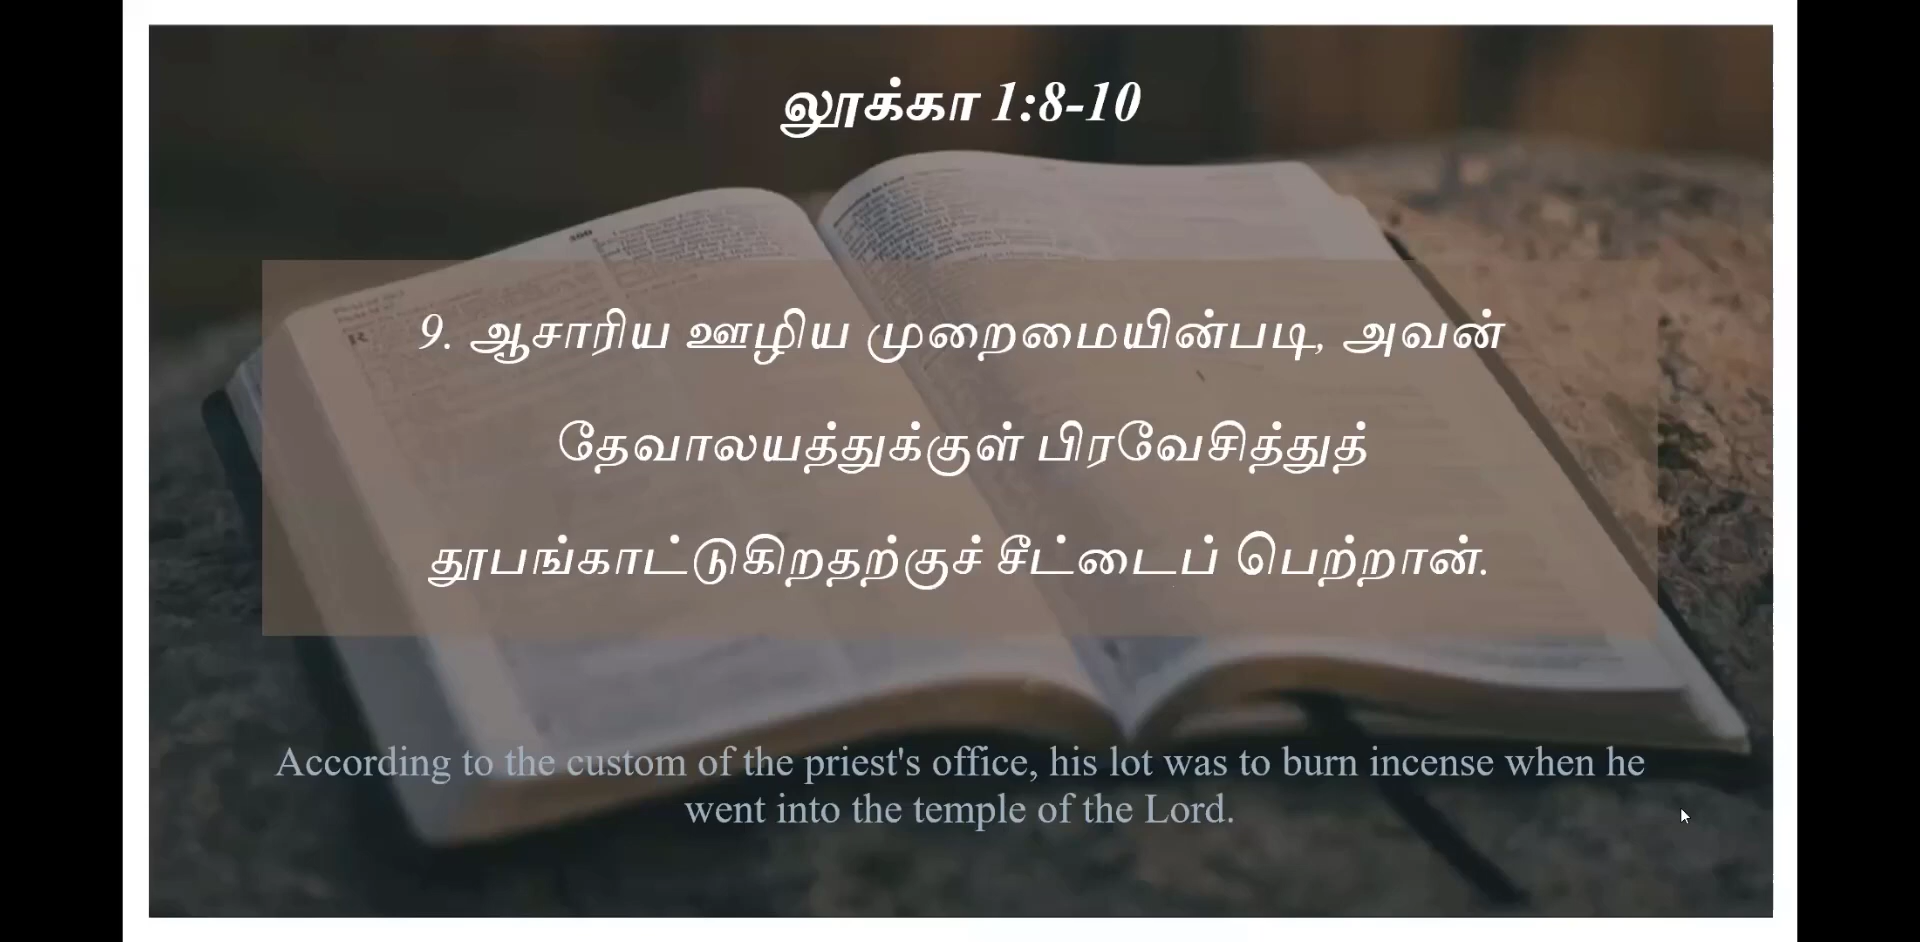 லூக்கா 1:8-10
9. ஆசாரிய ஊழிய முறைமையின்படி, அவன்
தேவாலயத்துக்குள் பிரவேசித்துத்
தூபங்காட்டுகிறதற்குச் சீட்டைப் பெற்றான்.
According to the custom of the priest's office, his lot was to burn incense when he
went into the temple of the Lord.